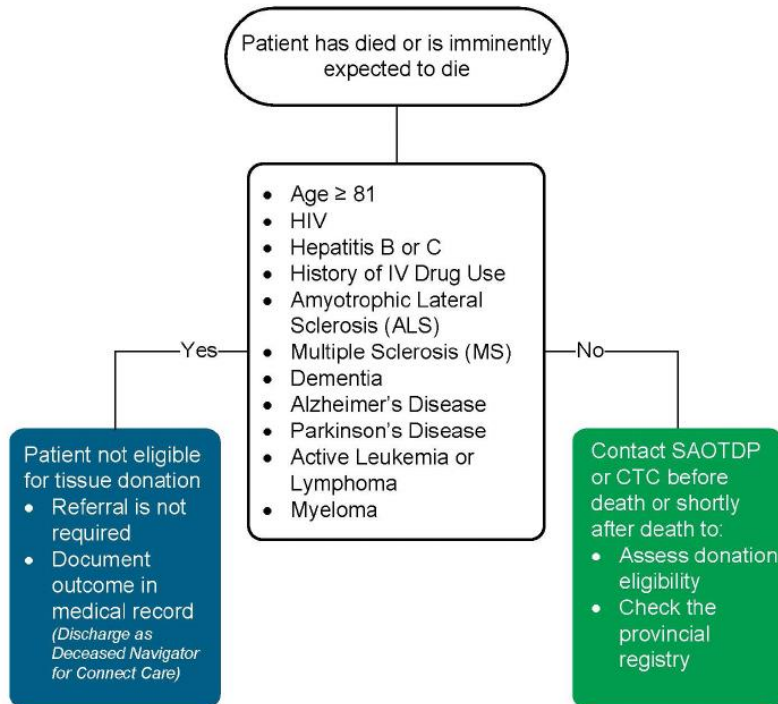 Patient has died or is imminently
expected to die
• Age ≥ 81
• HIV
• Hepatitis B or C
• History of IV Drug Use
• Amyotrophic Lateral
Sclerosis (ALS)
• Multiple Sclerosis (MS)
• Dementia
• Alzheimer's Disease
• Parkinson's Disease
• Active Leukemia or
Lymphoma
• Myeloma
Yes
No
Patient not eligible
for tissue donation
• Referral is not
required
• Document
outcome in
medical record
(Discharge as
Deceased Navigator
for Connect Care)
Contact SAOTDP
or CTC before
death or shortly
after death to:
• Assess donation
eligibility
• Check the
provincial
registry